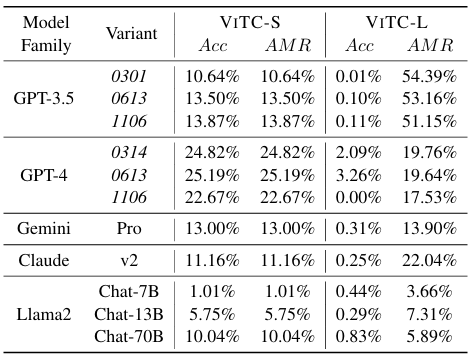 Model Family Variant VITC-S VITC-L
Acc AMR Acc AMR
GPT-3.5 0301 10.64% 10.64% 0.01% 54.39%
0613 13.50% 13.50% 0.10% 53.16%
1106 13.87% 13.87% 0.11% 51.15%
GPT-4 0314 24.82% 24.82% 2.09% 19.76%
0613 25.19% 25.19% 3.26% 19.64%
1106 22.67% 22.67% 0.00% 17.53%
Gemini Pro 13.00% 13.00% 0.31% 13.90%
Claude v2 11.16% 11.16% 0.25% 22.04%
Llama2 Chat-7B 1.01% 1.01% 0.44% 3.66%
Chat-13B 5.75% 5.75% 0.29% 7.31%
Chat-70B 10.04% 10.04% 0.83% 5.89%